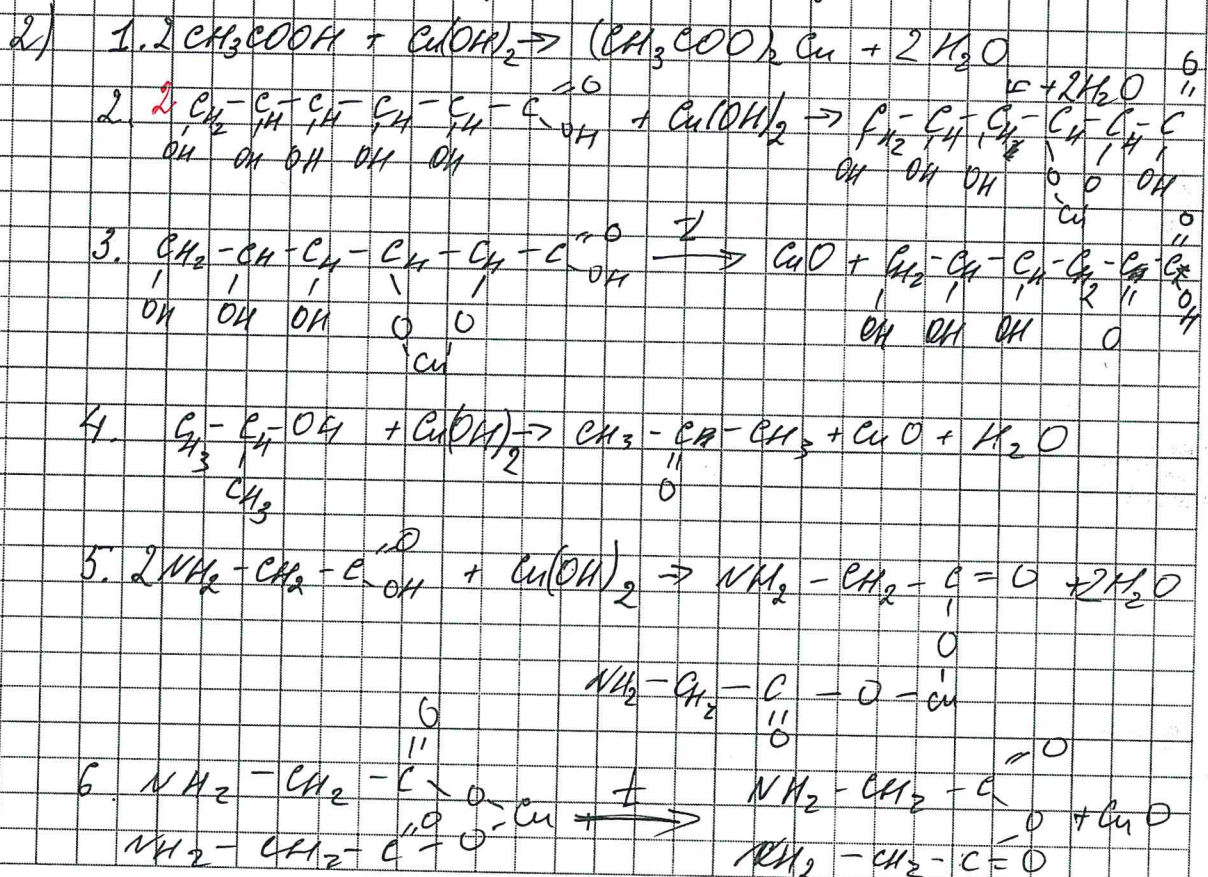 2) 1. 2CH3COOH + Cu(OH)2 → (CH3COO)2Cu + 2H2O
+ 2H2O O
2. 2 CH2 - CH - CH - CH - CH - C =O OH + Cu(OH)2 → CH2 - CH - CH - CH - CH - C
OH OH OH OH OH OH OH OH O O OH
Cu
3. CH2 - CH - CH - CH - CH - C =O OH t → CuO + CH2 - CH - CH - CH2 - C - C =O OH
OH OH OH O O OH OH OH O
Cu
4. CH3 - CH - OH + Cu(OH)2 → CH3 - C - CH3 + CuO + H2O
CH3 O
5. 2NH2 - CH2 - C =O OH + Cu(OH)2 → NH2 - CH2 - C = O + 2H2O
O
NH2 - CH2 - C - O - Cu
O
O
6. NH2 - CH2 - C O Cu t → NH2 - CH2 - C =O O + CuO
NH2 - CH2 - C =O - O NH2 - CH2 - C = O